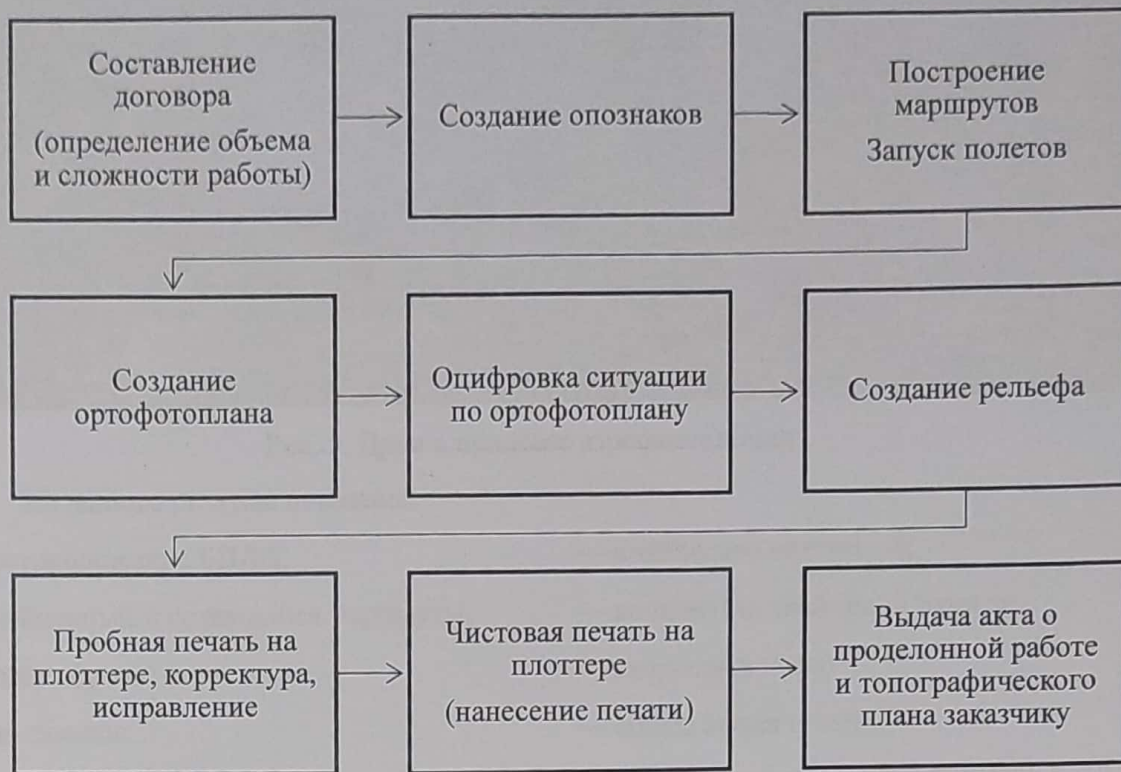 Составление
договора
(определение объема
и сложности работы)
Создание опознаков
Построение
маршрутов
Запуск полетов
Создание
ортофотоплана
Оцифровка ситуации
по ортофотоплану
Создание рельефа
Пробная печать на
плоттере, корректура,
исправление
Чистовая печать на
плоттере
(нанесение печати)
Выдача акта о
проделонной работе
и топографического
плана заказчику